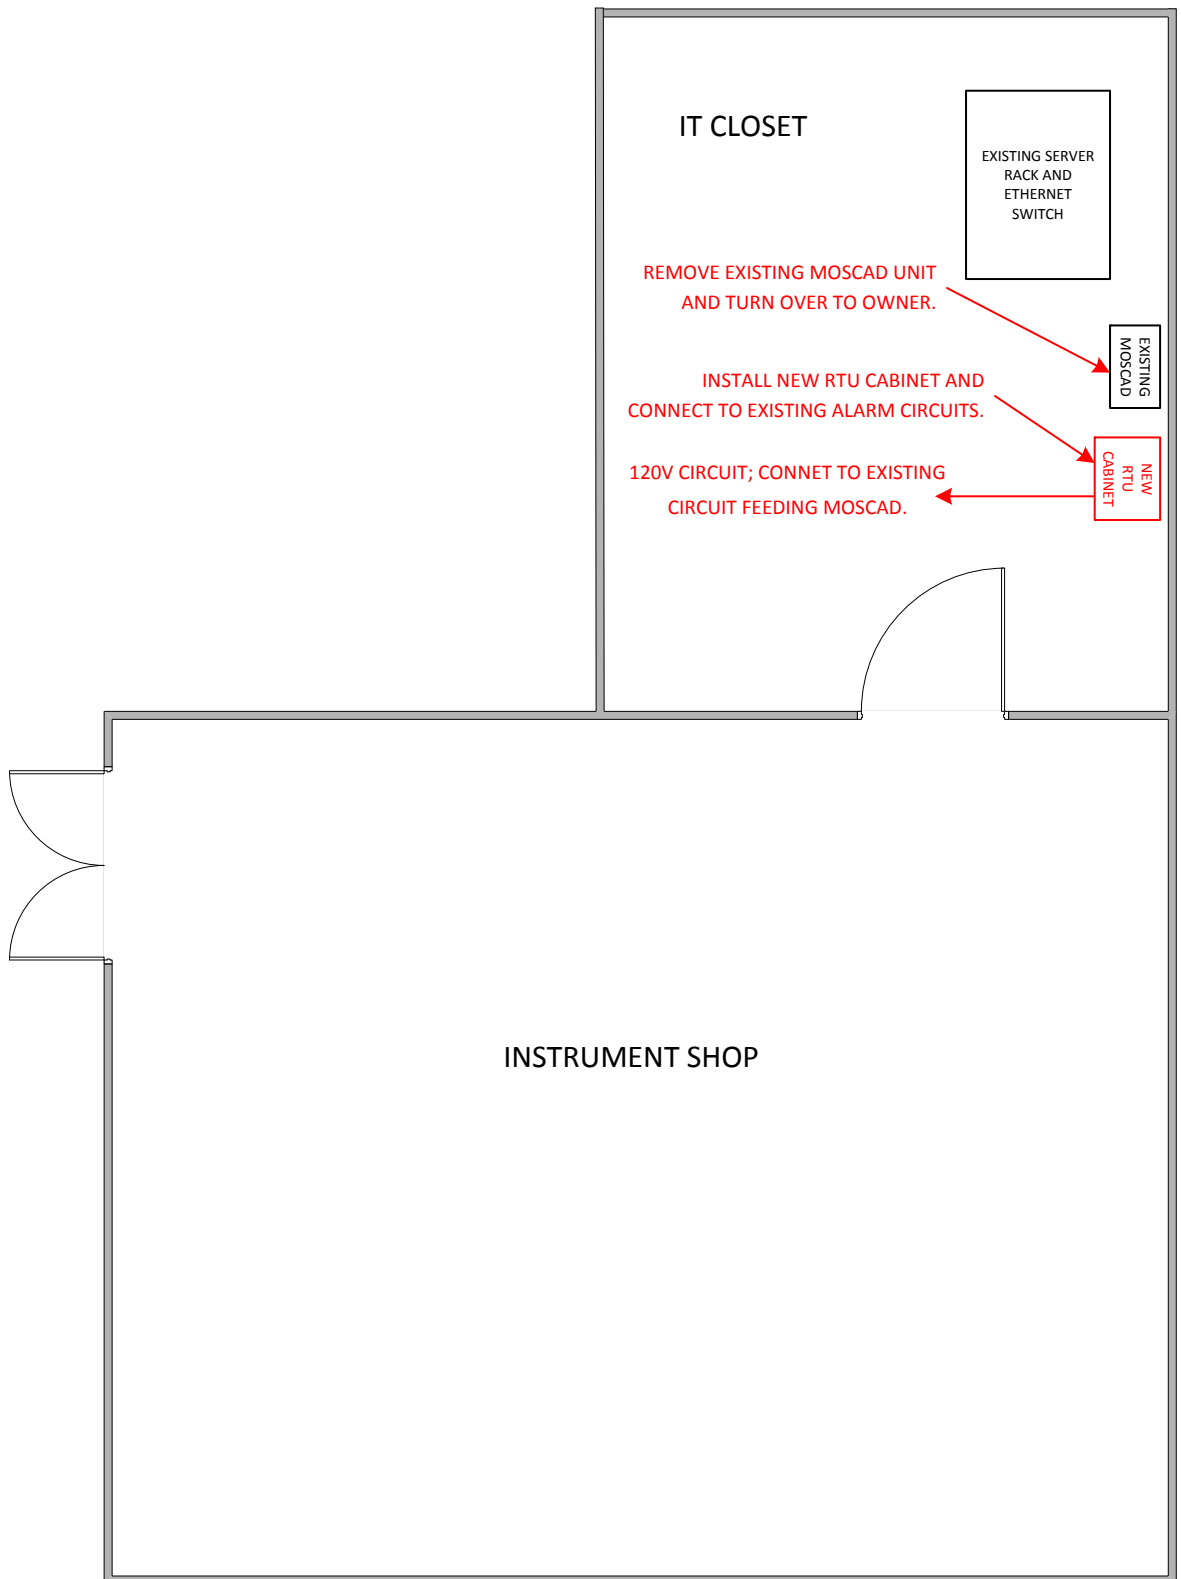 IT CLOSET
EXISTING SERVER
RACK AND
ETHERNET
SWITCH
REMOVE EXISTING MOSCAD UNIT
AND TURN OVER TO OWNER.
EXISTING
MOSCAD
INSTALL NEW RTU CABINET AND
CONNECT TO EXISTING ALARM CIRCUITS.
NEW
RTU
CABINET
120V CIRCUIT; CONNET TO EXISTING
CIRCUIT FEEDING MOSCAD.
INSTRUMENT SHOP